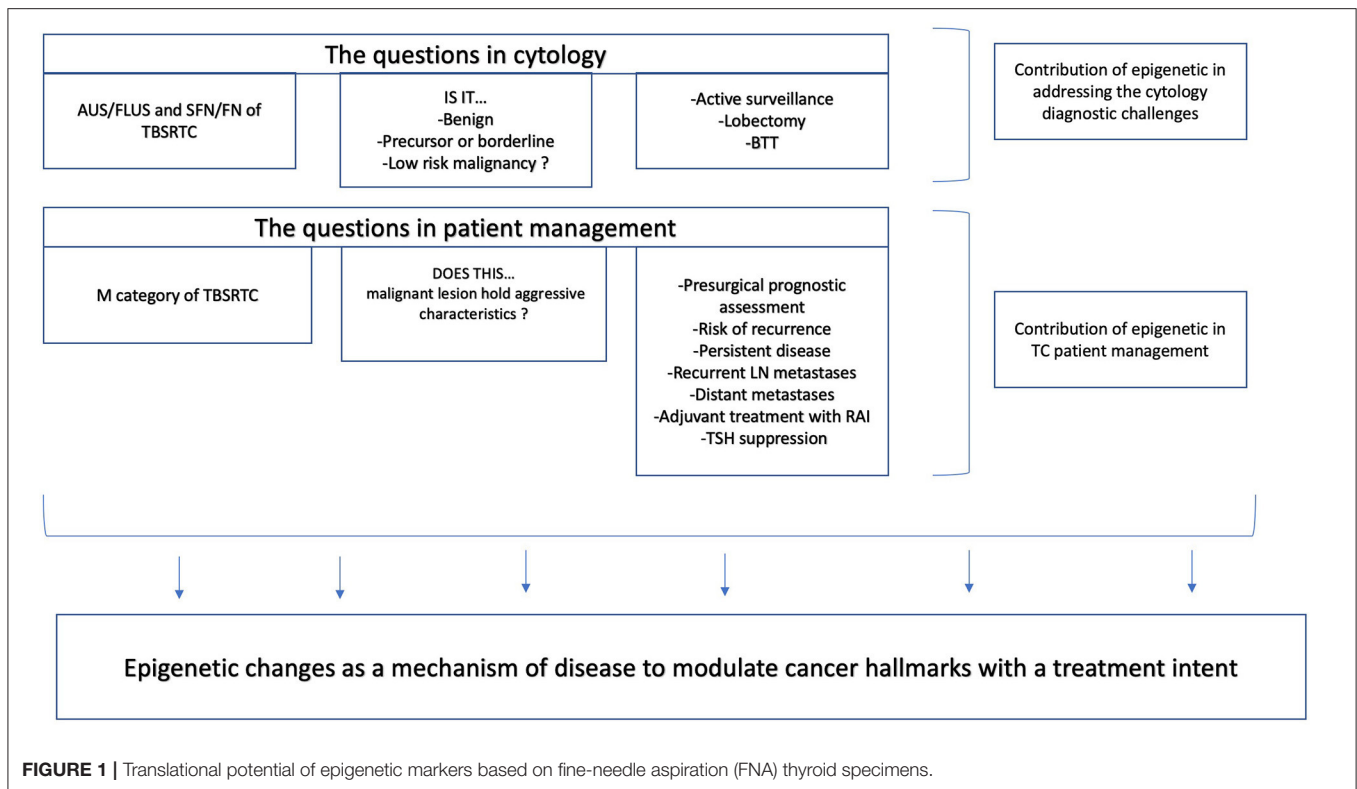 The questions in cytology
AUS/FLUS and SFN/FN of
TBSRTC
IS IT...
-Benign
-Precursor or borderline
-Low risk malignancy ?
-Active surveillance
-Lobectomy
-BTT
Contribution of epigenetic in
addressing the cytology
diagnostic challenges
The questions in patient management
M category of TBSRTC
DOES THIS...
malignant lesion hold aggressive
characteristics ?
-Presurgical prognostic
assessment
-Risk of recurrence
-Persistent disease
-Recurrent LN metastases
-Distant metastases
-Adjuvant treatment with RAI
-TSH suppression
Contribution of epigenetic in
TC patient management
Epigenetic changes as a mechanism of disease to modulate cancer hallmarks with a treatment intent
FIGURE 1 | Translational potential of epigenetic markers based on fine-needle aspiration (FNA) thyroid specimens.